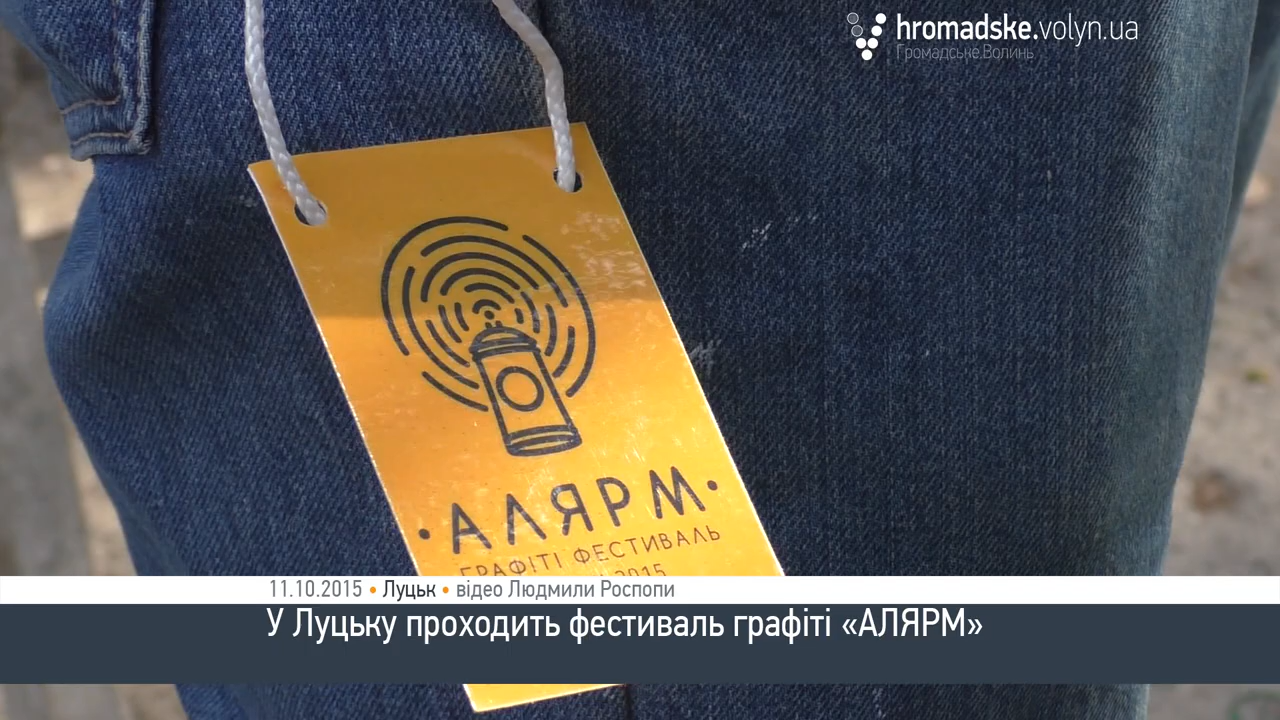 hromadske.volyn.ua
Громадське.Волинь
•АЛЯРМ•
ГРАФІТІ ФЕСТИВАЛЬ
2015
11.10.2015 • Луцьк • відео Людмили Роспопи
У Луцьку проходить фестиваль графіті «АЛЯРМ»